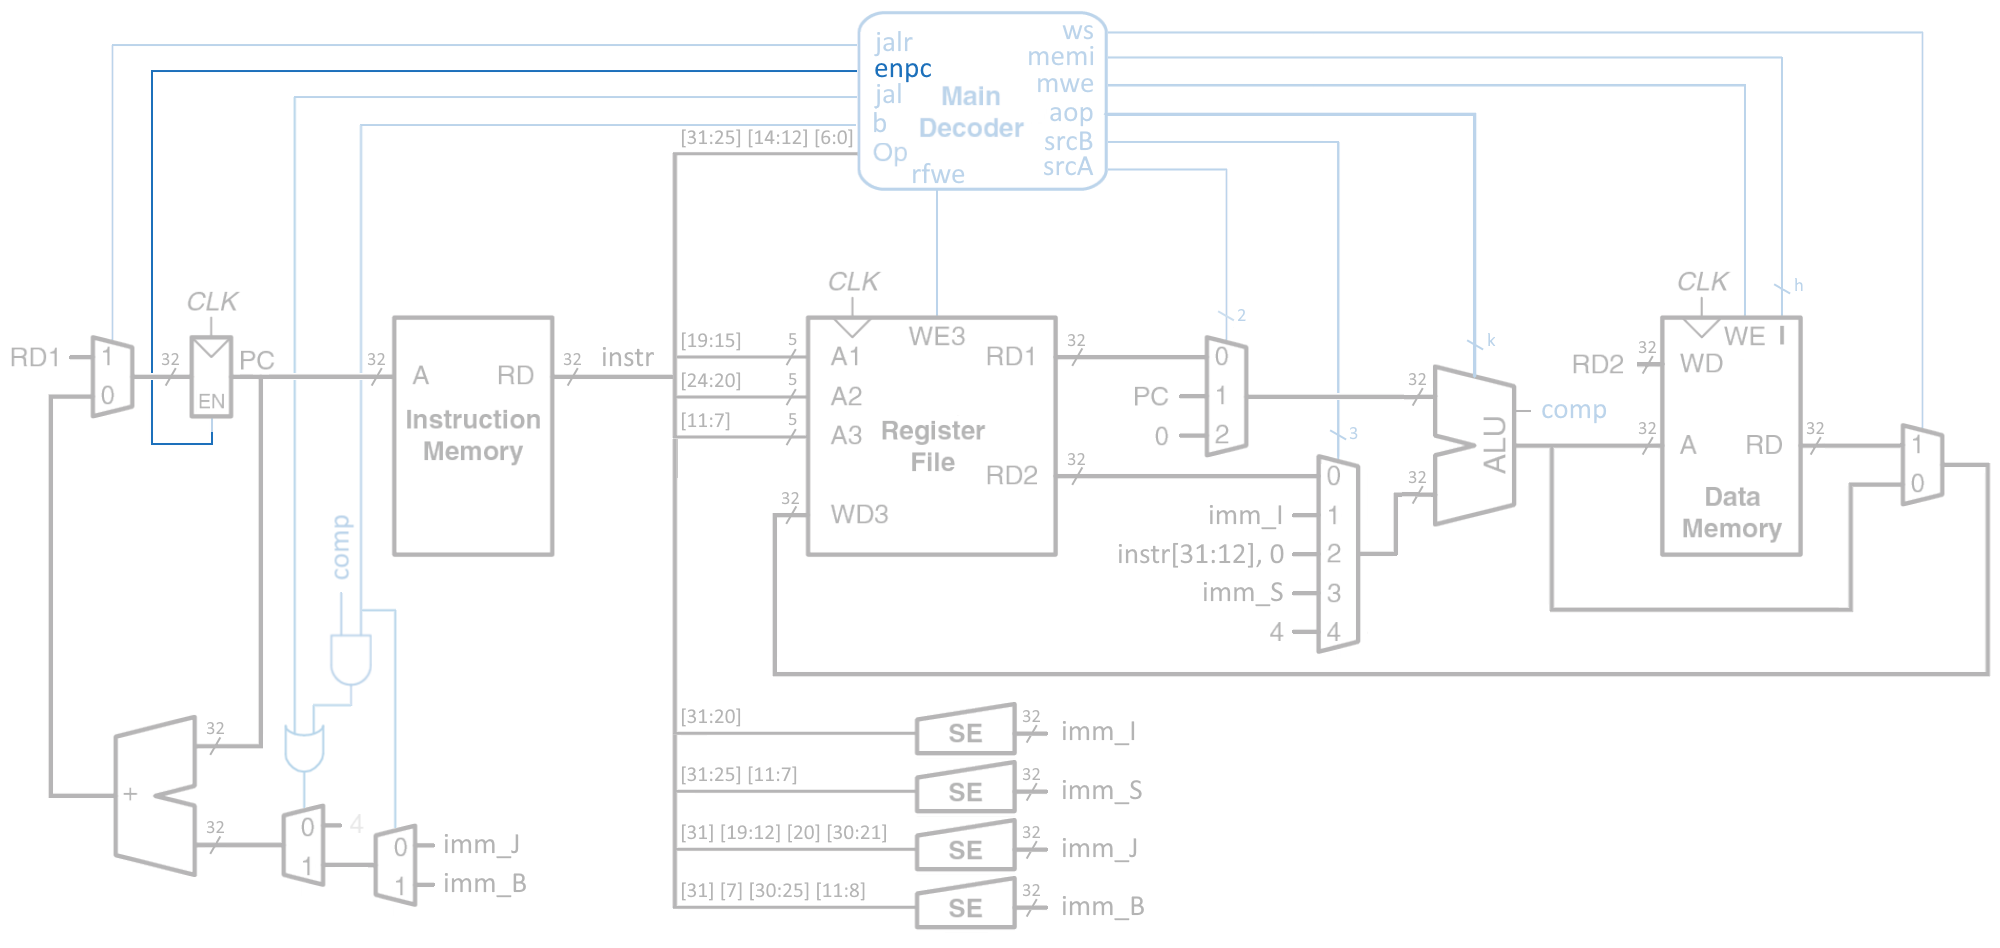 jalr
enpc
jal
b
Op
rfwe
Main
Decoder
ws
memi
mwe
aop
srcB
srcA
[31:25] [14:12] [6:0]
RD1
1
0
32
CLK
EN
PC
32
A
RD
Instruction
Memory
32
instr
[19:15]
5
[24:20]
5
[11:7]
5
CLK
WE3
A1
A2
A3
WD3
32
RD1
RD2
Register
File
32
32
2
PC
0
0
1
2
3
imm_I
instr[31:12], 0
imm_S
4
0
1
2
3
4
32
32
k
ALU
comp
32
RD2
32
CLK
WE
I
h
WD
A
RD
Data
Memory
32
1
0
comp
32
32
+
0
1
4
0
1
imm_J
imm_B
[31:20]
SE
32
imm_I
[31:25] [11:7]
SE
32
imm_S
[31] [19:12] [20] [30:21]
SE
32
imm_J
[31] [7] [30:25] [11:8]
SE
32
imm_B